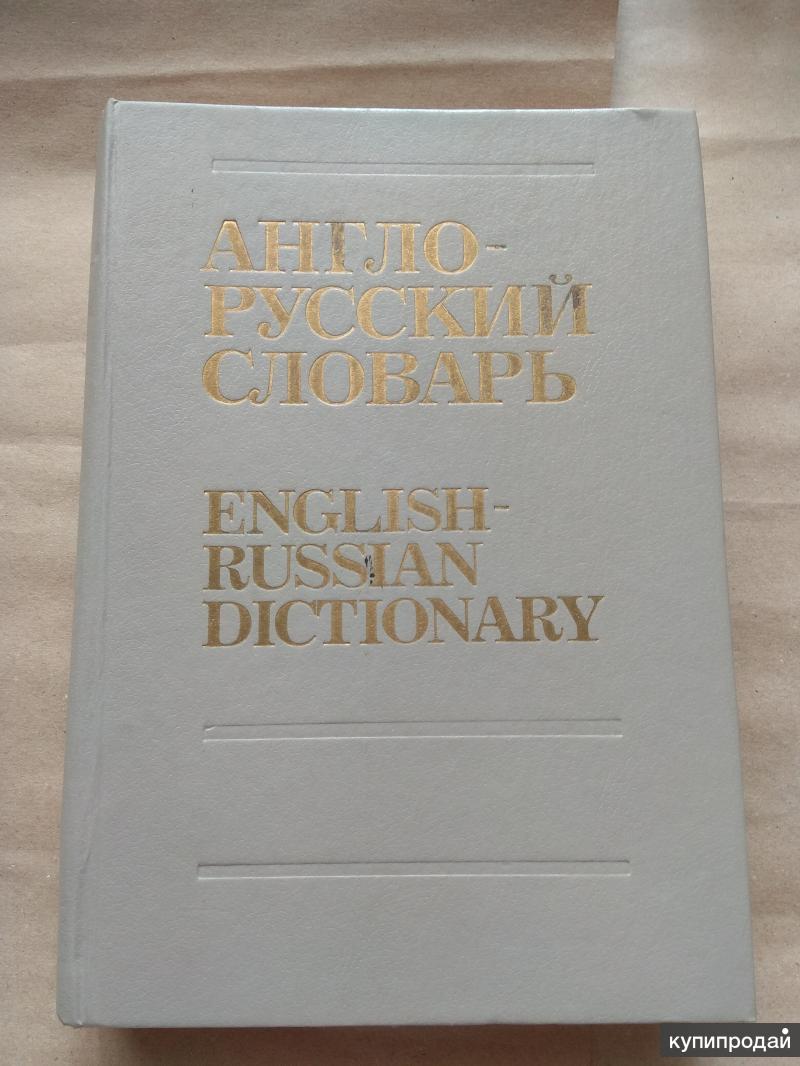 АНГЛО-
РУССКИЙ
СЛОВАРЬ
ENGLISH-
RUSSIAN
DICTIONARY
купипродай